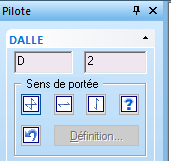 Pilote
DALLE
D 2
Sens de portée
?
Définition...